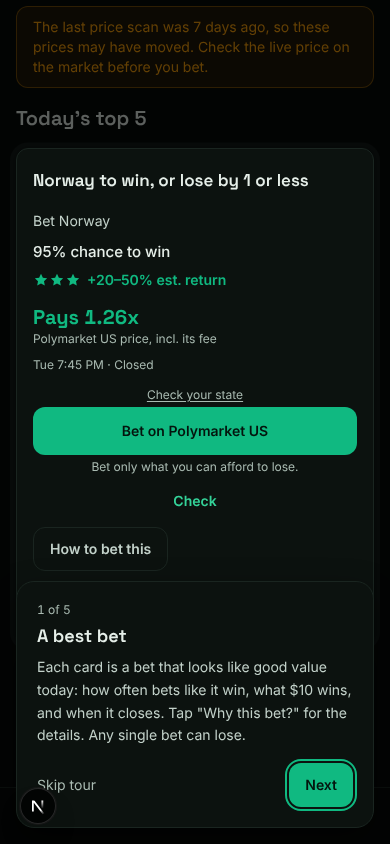 The last price scan was 7 days ago, so these
prices may have moved. Check the live price on
the market before you bet.
Today's top 5
Norway to win, or lose by 1 or less
Bet Norway
95% chance to win
★★★ +20–50% est. return
Pays 1.26x
Polymarket US price, incl. its fee
Tue 7:45 PM · Closed
Check your state
Bet on Polymarket US
Bet only what you can afford to lose.
Check
How to bet this
1 of 5
A best bet
Each card is a bet that looks like good value
today: how often bets like it win, what $10 wins,
and when it closes. Tap "Why this bet?" for the
details. Any single bet can lose.
Skip tour
Next
N